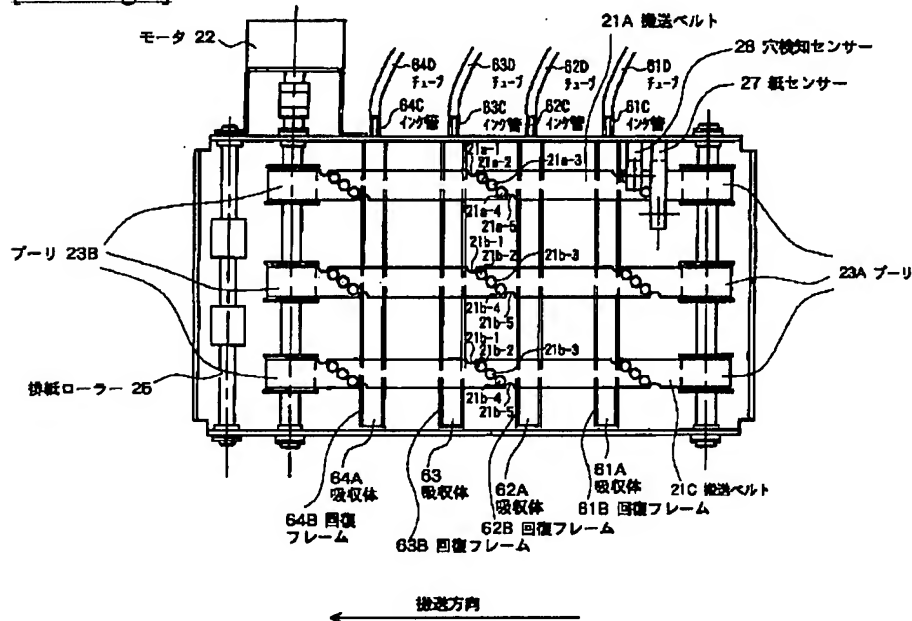 モータ 22
21A 搬送ベルト
28 穴検知センサー
27 紙センサー
64D
チューブ
63D
チューブ
62D
チューブ
61D
チューブ
64C
インク管
63C
インク管
62C
インク管
61C
インク管
21a-1
21a-2
21a-3
21a-4
21a-5
21b-1
21b-2
21b-3
21b-4
21b-5
21b-1
21b-2
21b-3
21b-4
21b-5
プーリ 23B
23A プーリ
排紙ローラー 25
64A
吸収体
63
吸収体
62A
吸収体
61A
吸収体
21C 搬送ベルト
64B 回復
フレーム
63B 回復フレーム
62B 回復フレーム
61B 回復フレーム
搬送方向